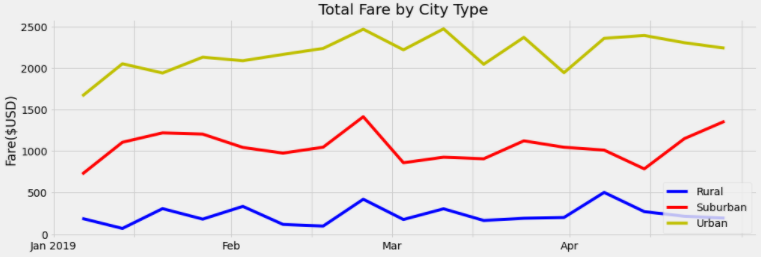 Total Fare by City Type
Fare($USD)
2500
2000
1500
1000
500
0
Jan 2019 Feb Mar Apr
Rural
Suburban
Urban